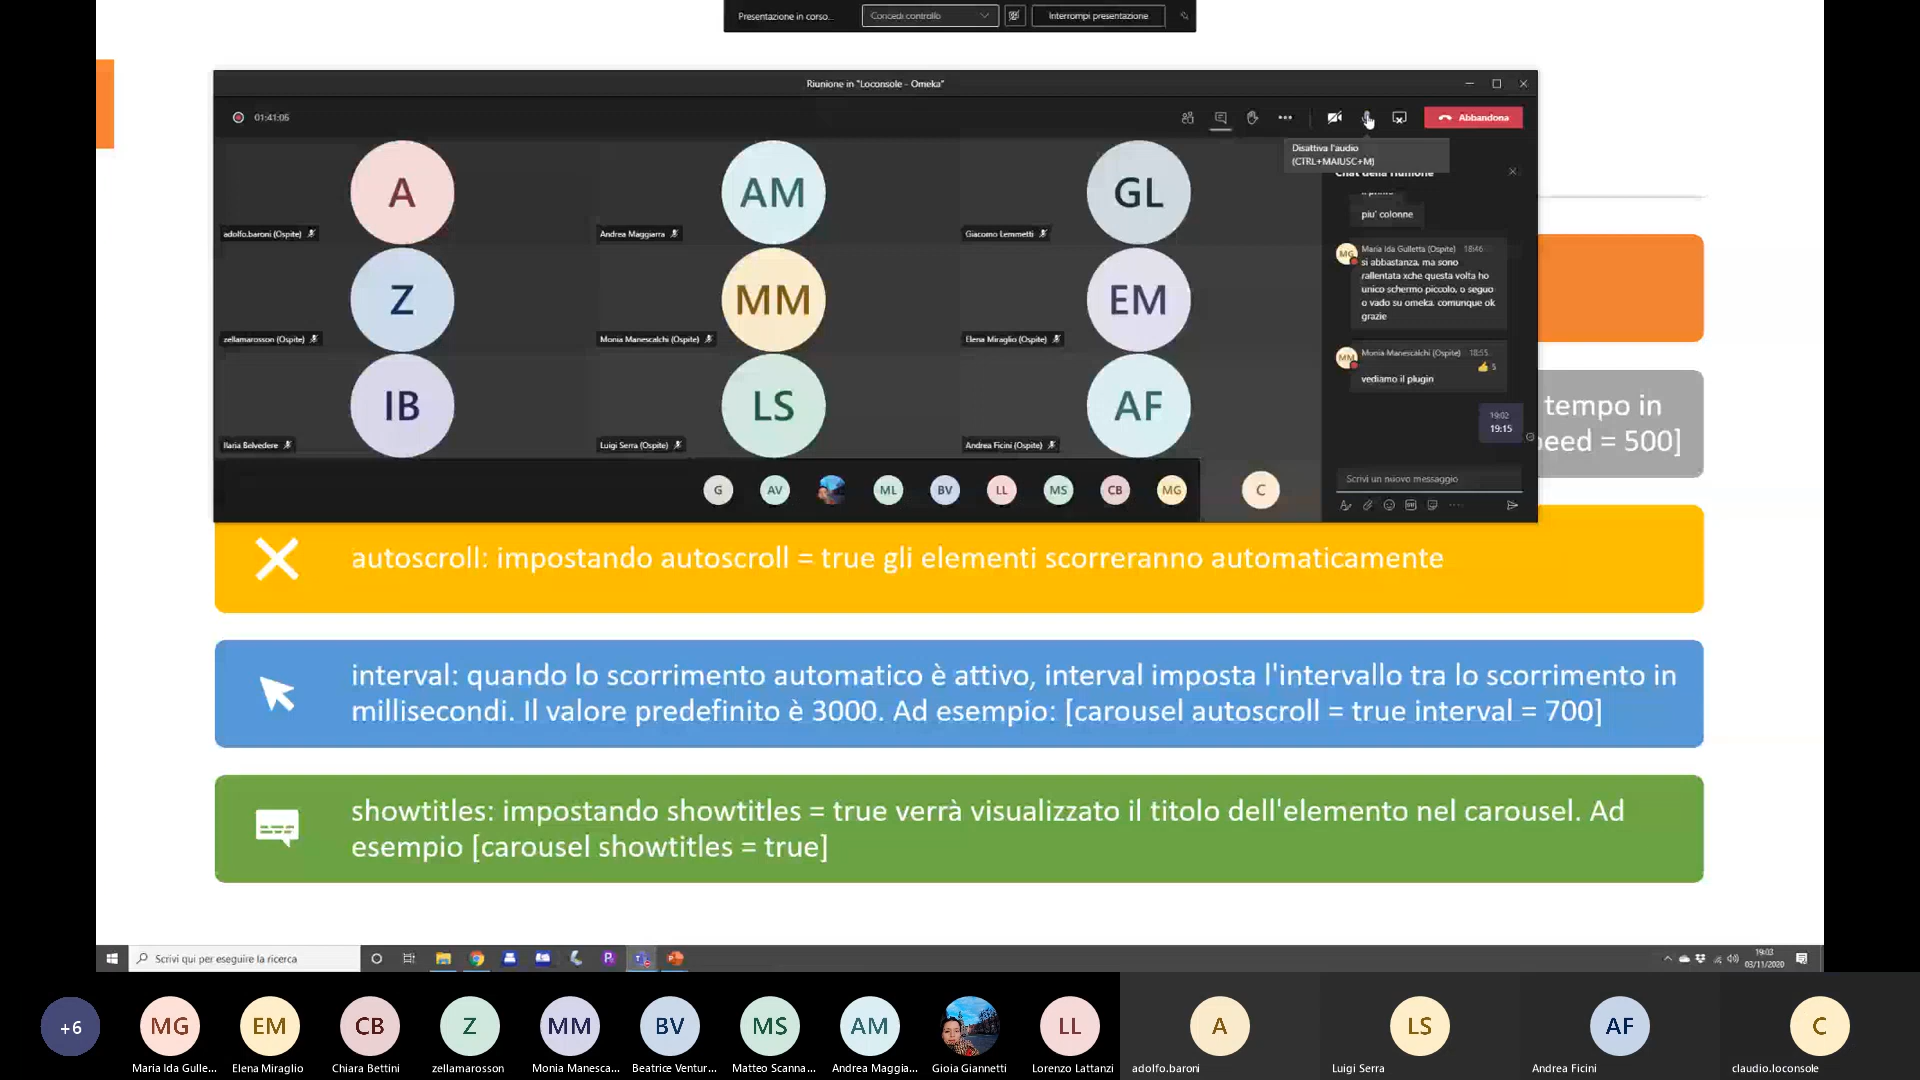 Presentazione in corso...
Concedi controllo
Interrompi presentazione
Riunione in "Loconsole - Omeka"
01:41:05
Abbandona
Disattiva l'audio
(CTRL+MAIUSC+M)
Chat della riunione
A
AM
GL
adolfo.baroni (Ospite)
Andrea Maggiarra
Giacomo Lemmetti
Z
MM
EM
zellamarosson (Ospite)
Monia Manescalchi (Ospite)
Elena Miraglio (Ospite)
IB
LS
AF
Ilaria Belvedere
Luigi Serra (Ospite)
Andrea Ficini (Ospite)
G
AV
ML
BV
LL
MS
CB
MG
C
piu' colonne
MG
Maria Ida Gulletta (Ospite) 18:46
si abbastanza. ma sono
rallentata xche questa volta ho
unico schermo piccolo, o seguo
o vado su omeka. comunque ok
grazie
MM
Monia Manescalchi (Ospite) 18:55
5
vediamo il plugin
19:02
19:15
Scrivi un nuovo messaggio
tempo in
eed = 500]
autoscroll: impostando autoscroll = true gli elementi scorreranno automaticamente
interval: quando lo scorrimento automatico è attivo, interval imposta l'intervallo tra lo scorrimento in
millisecondi. Il valore predefinito è 3000. Ad esempio: [carousel autoscroll = true interval = 700]
showtitles: impostando showtitles = true verrà visualizzato il titolo dell'elemento nel carousel. Ad
esempio [carousel showtitles = true]
Scrivi qui per eseguire la ricerca
19:03
03/11/2020
+6
MG
EM
CB
Z
MM
BV
MS
AM
LL
A
LS
AF
C
Maria Ida Gulle...
Elena Miraglio
Chiara Bettini
zellamarosson
Monia Manesca...
Beatrice Ventur...
Matteo Scanna...
Andrea Maggia...
Gioia Giannetti
Lorenzo Lattanzi
adolfo.baroni
Luigi Serra
Andrea Ficini
claudio.loconsole